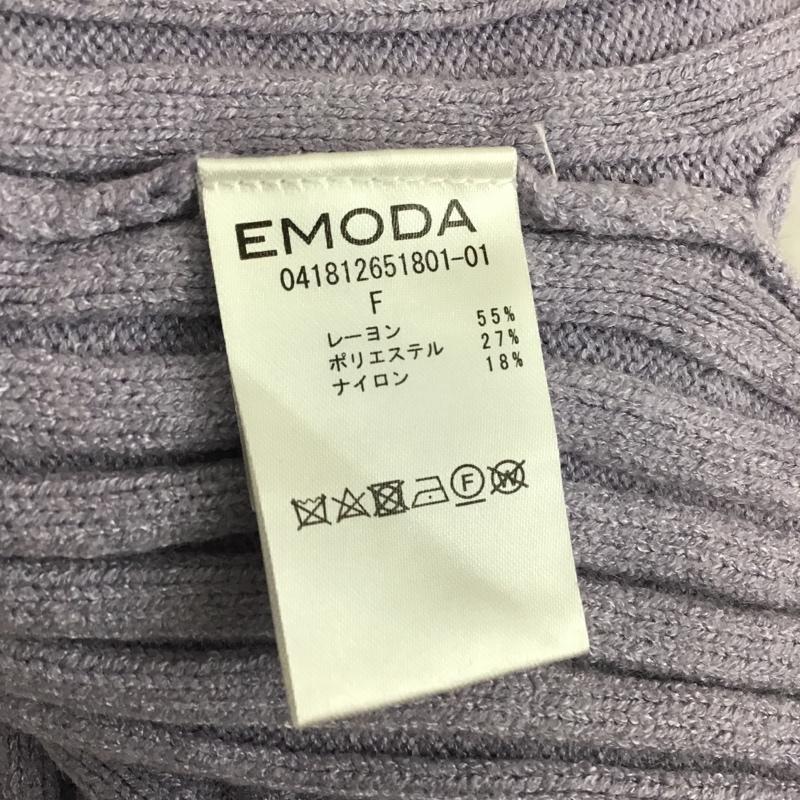 EMODA
041812651801-01
F
レーヨン 55%
ポリエステル 27%
ナイロン 18%
F W